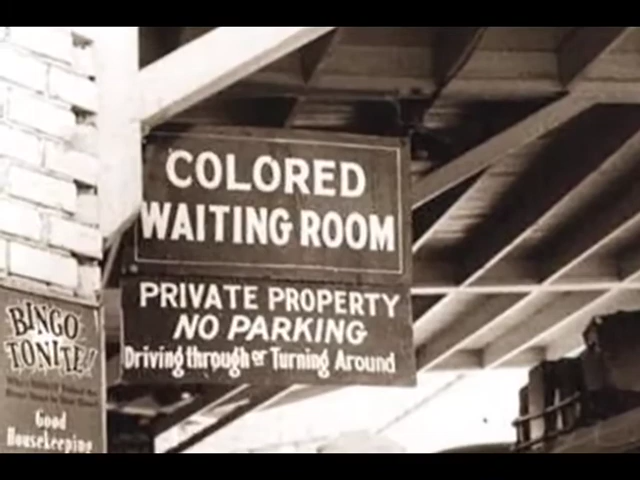 COLORED
WAITING ROOM
PRIVATE PROPERTY
NO PARKING
Driving through or Turning Around
BINGO
TONITE!
Good
Housekeeping